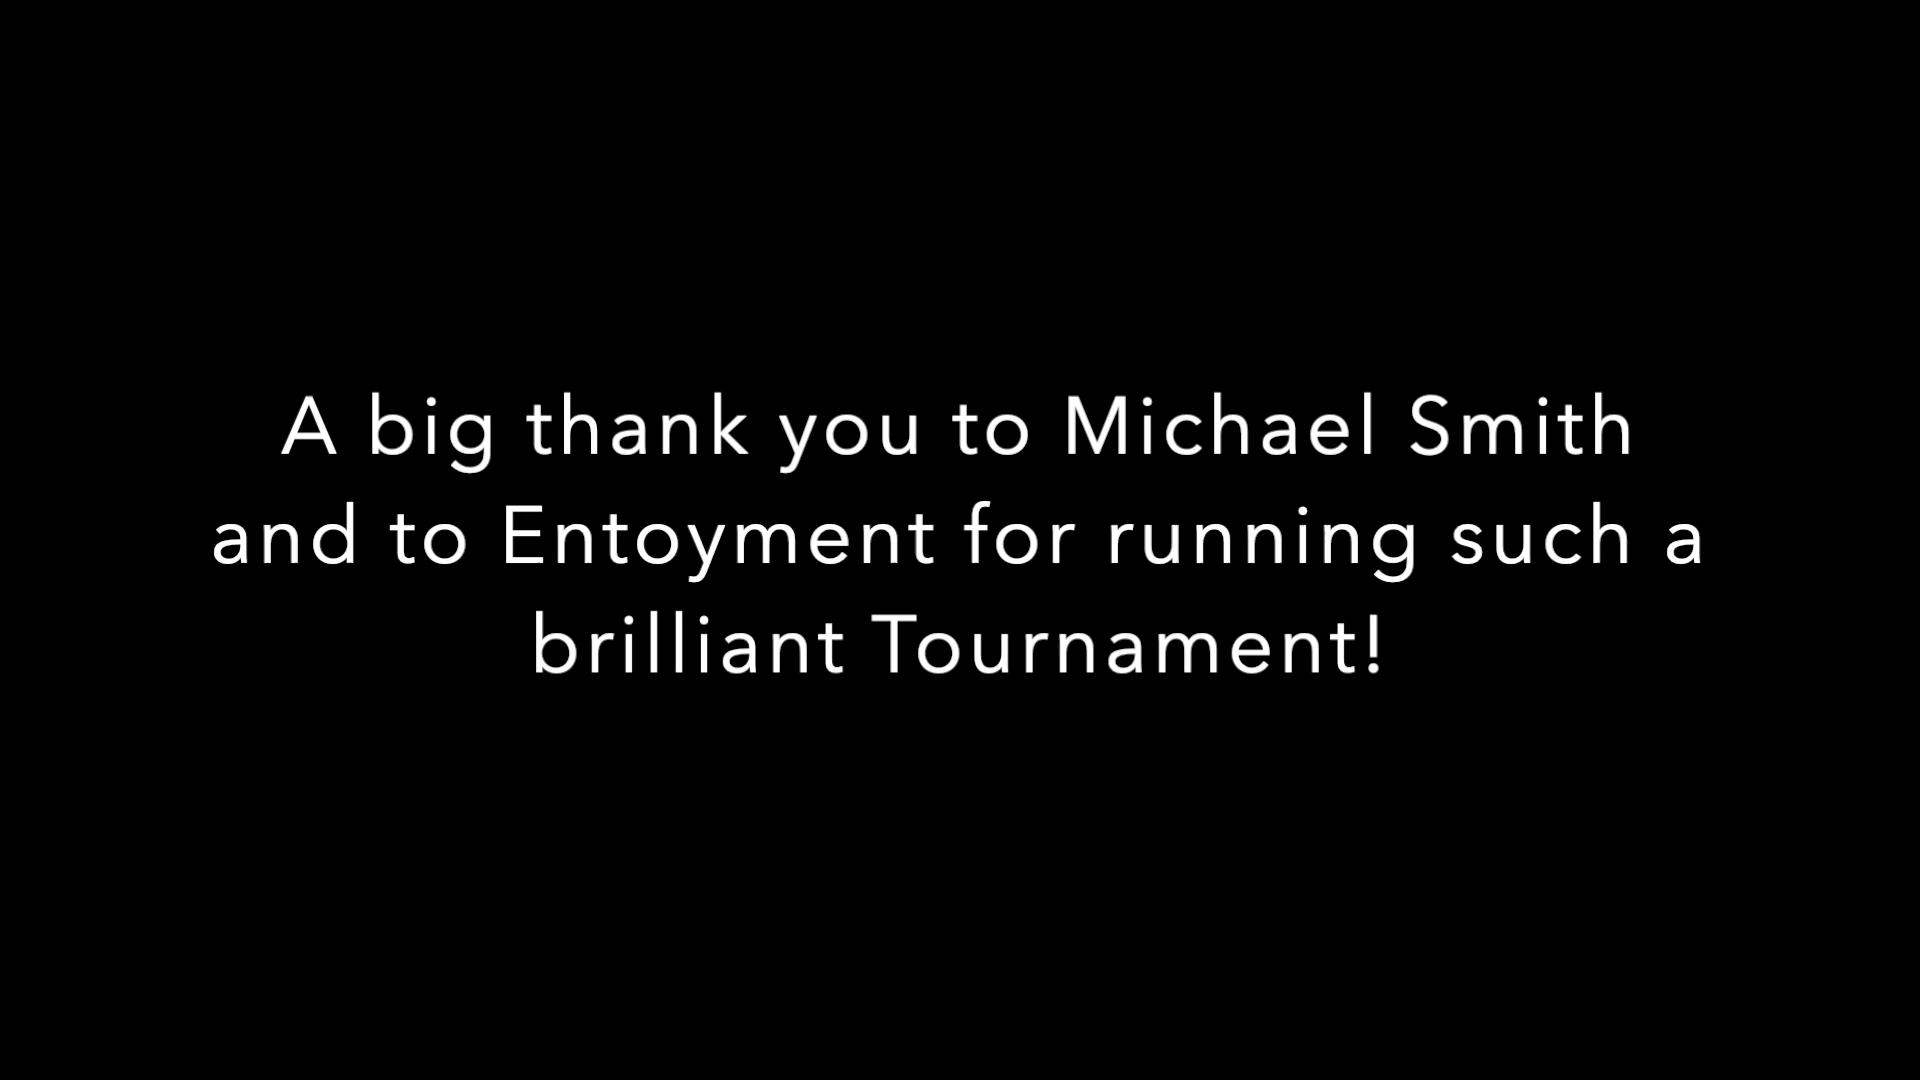 A big thank you to Michael Smith
and to Entoyment for running such a
brilliant Tournament!